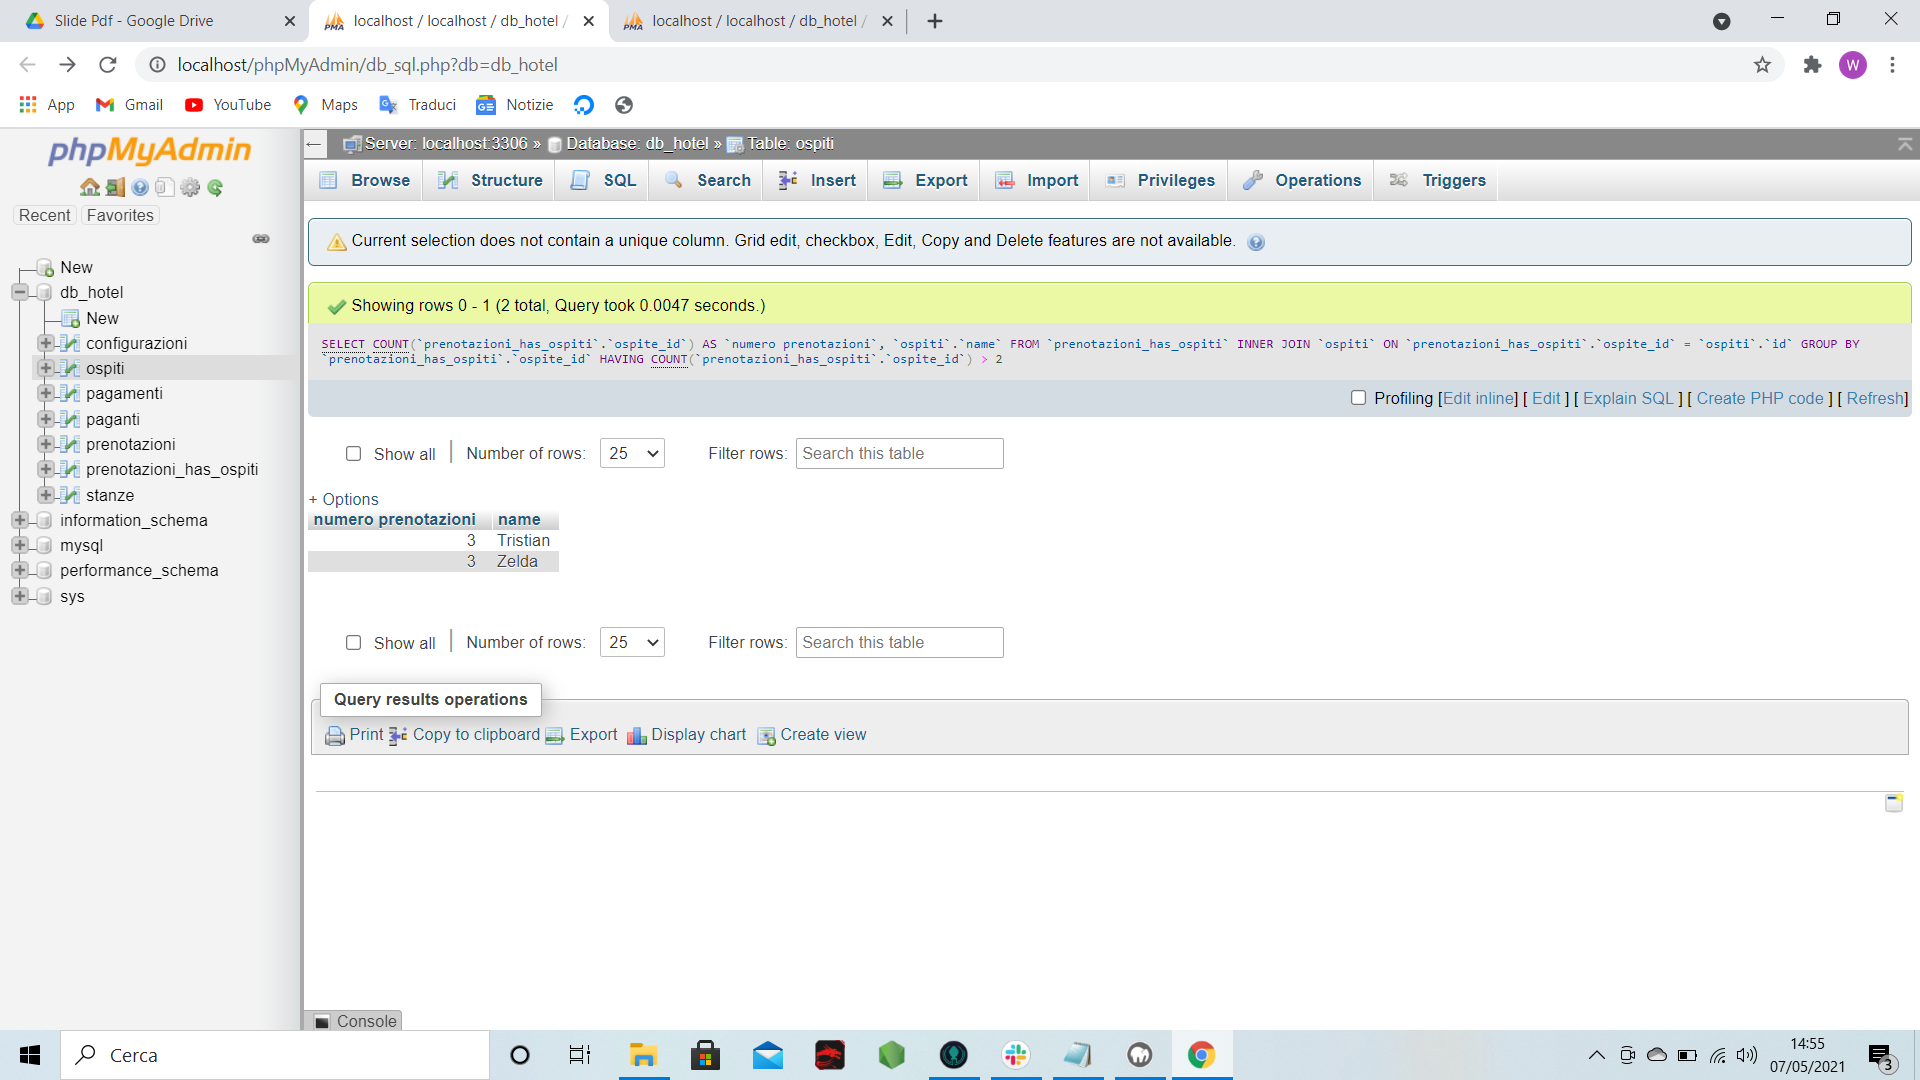 Slide Pdf - Google Drive
localhost / localhost / db_hotel /
localhost / localhost / db_hotel /
localhost/phpMyAdmin/db_sql.php?db=db_hotel
W
App Gmail YouTube Maps Traduci Notizie
phpMyAdmin
Recent Favorites
New
db_hotel
New
configurazioni
ospiti
pagamenti
paganti
prenotazioni
prenotazioni_has_ospiti
stanze
information_schema
mysql
performance_schema
sys
Server: localhost:3306 » Database: db_hotel » Table: ospiti
Browse Structure SQL Search Insert Export Import Privileges Operations Triggers
Current selection does not contain a unique column. Grid edit, checkbox, Edit, Copy and Delete features are not available.
Showing rows 0 - 1 (2 total, Query took 0.0047 seconds.)
SELECT COUNT(`prenotazioni_has_ospiti`.`ospite_id`) AS `numero prenotazioni`, `ospiti`.`name` FROM `prenotazioni_has_ospiti` INNER JOIN `ospiti` ON `prenotazioni_has_ospiti`.`ospite_id` = `ospiti`.`id` GROUP BY
`prenotazioni_has_ospiti`.`ospite_id` HAVING COUNT(`prenotazioni_has_ospiti`.`ospite_id`) > 2
Profiling [Edit inline] [ Edit ] [ Explain SQL ] [ Create PHP code ] [ Refresh]
Show all | Number of rows: 25 Filter rows: Search this table
+ Options
numero prenotazioni name
3 Tristian
3 Zelda
Show all | Number of rows: 25 Filter rows: Search this table
Query results operations
Print Copy to clipboard Export Display chart Create view
Console
Cerca
14:55
07/05/2021
3